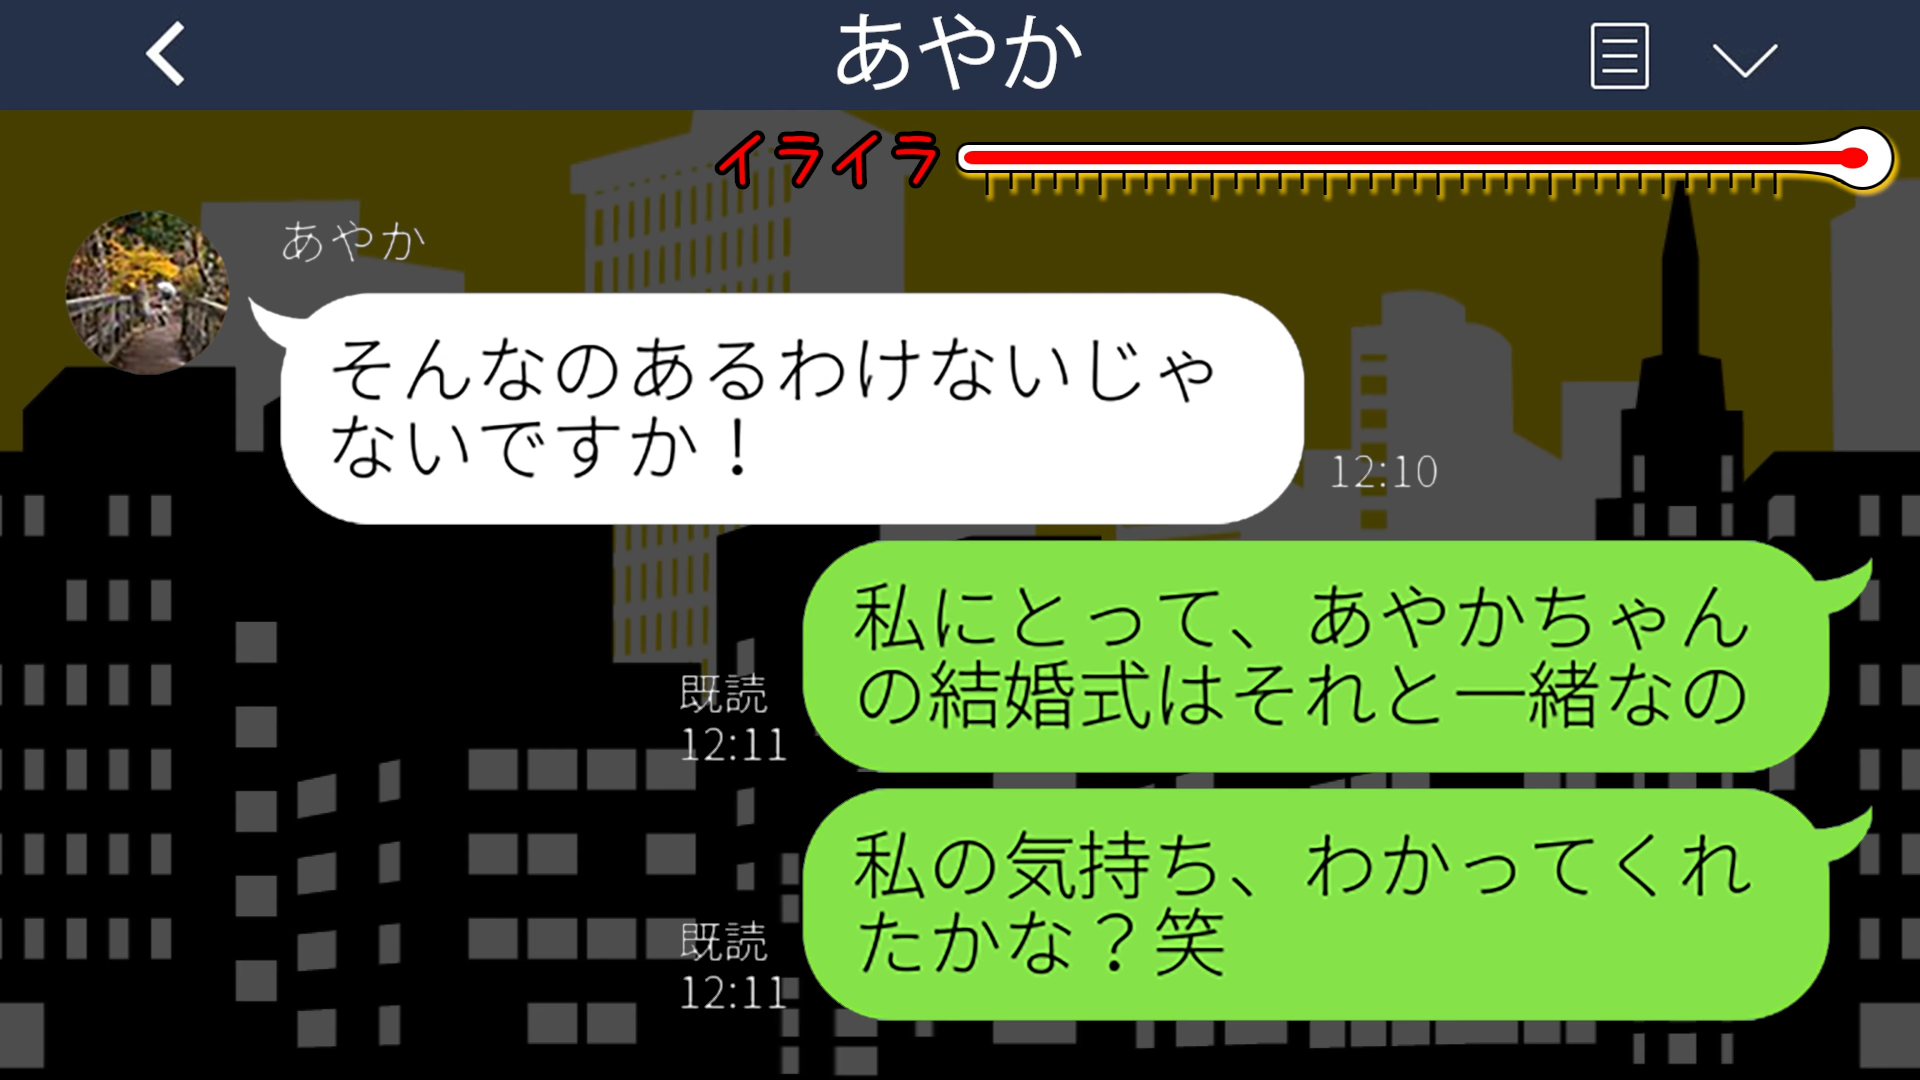 あやか
イライラ
あやか
そんなのあるわけないじゃ
ないですか！
12:10
私にとって、あやかちゃん
の結婚式はそれと一緒なの
既読
12:11
私の気持ち、わかってくれ
たかな？笑
既読
12:11